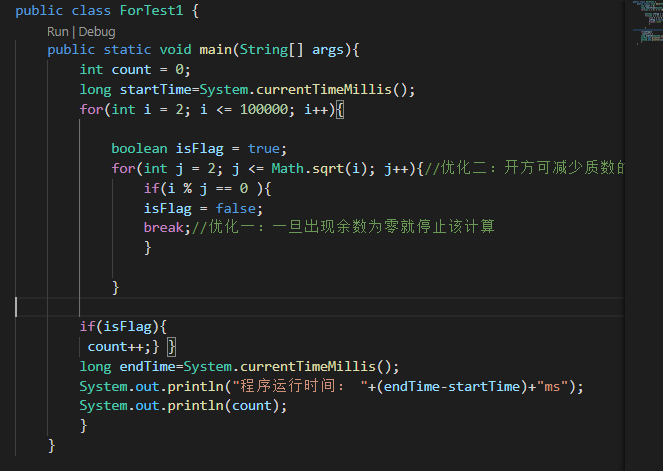 public class ForTest1 {
Run | Debug
public static void main(String[] args){
int count = 0;
long startTime=System.currentTimeMillis();
for(int i = 2; i <= 100000; i++){
boolean isFlag = true;
for(int j = 2; j <= Math.sqrt(i); j++){//优化二：开方可减少质数的
if(i % j == 0 ){
isFlag = false;
break;//优化一：一旦出现余数为零就停止该计算
}
}
if(isFlag){
count++;} }
long endTime=System.currentTimeMillis();
System.out.println("程序运行时间： "+(endTime-startTime)+"ms");
System.out.println(count);
}
}